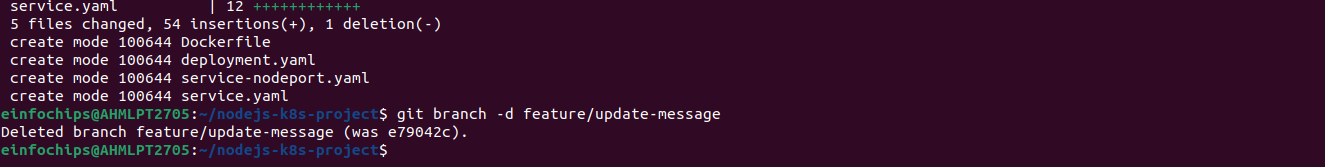 service.yaml | 12 ++++++++++++
5 files changed, 54 insertions(+), 1 deletion(-)
create mode 100644 Dockerfile
create mode 100644 deployment.yaml
create mode 100644 service-nodeport.yaml
create mode 100644 service.yaml
einfochips@AHMLPT2705:~/nodejs-k8s-project$ git branch -d feature/update-message
Deleted branch feature/update-message (was e79042c).
einfochips@AHMLPT2705:~/nodejs-k8s-project$